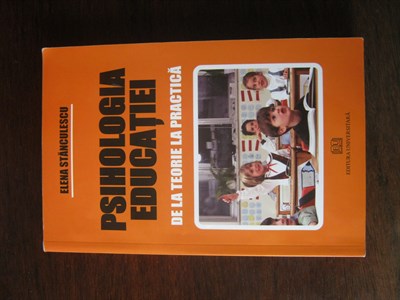 ELENA STĂNCULESCU
PSIHOLOGIA
EDUCAȚIEI
DE LA TEORIE LA PRACTICĂ
EDITURA UNIVERSITARĂ